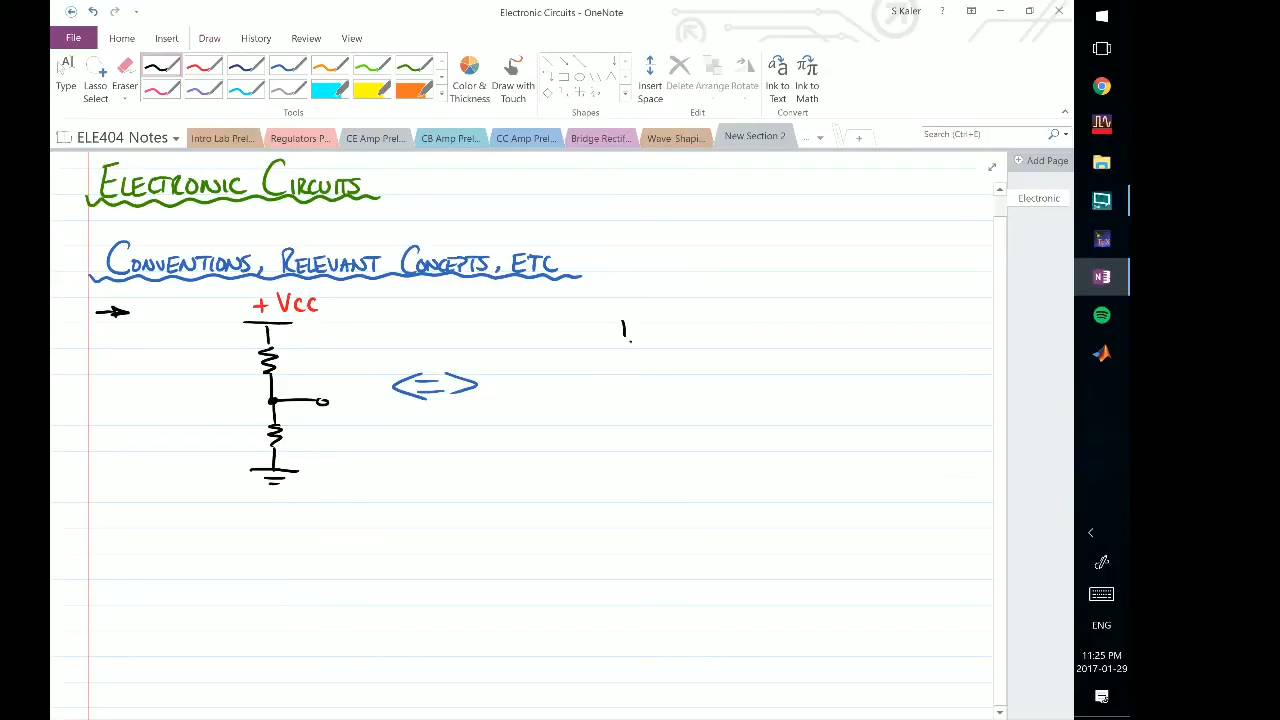 Electronic Circuits - OneNote
S Kaler
?
File
Home
Insert
Draw
History
Review
View
Type
Lasso Select
Eraser
Color & Thickness
Draw with Touch
Insert Space
Delete
Arrange
Rotate
Ink to Text
Ink to Math
Tools
Shapes
Edit
Convert
ELE404 Notes
Intro Lab Prel...
Regulators P...
CE Amp Prel...
CB Amp Prel...
CC Amp Prel...
Bridge Rectif...
Wave Shapi...
New Section 2
...
Search (Ctrl+E)
Add Page
Electronic
ELECTRONIC CIRCUITS
CONVENTIONS, RELEVANT CONCEPTS, ETC
+ Vcc
ENG
11:25 PM
2017-01-29